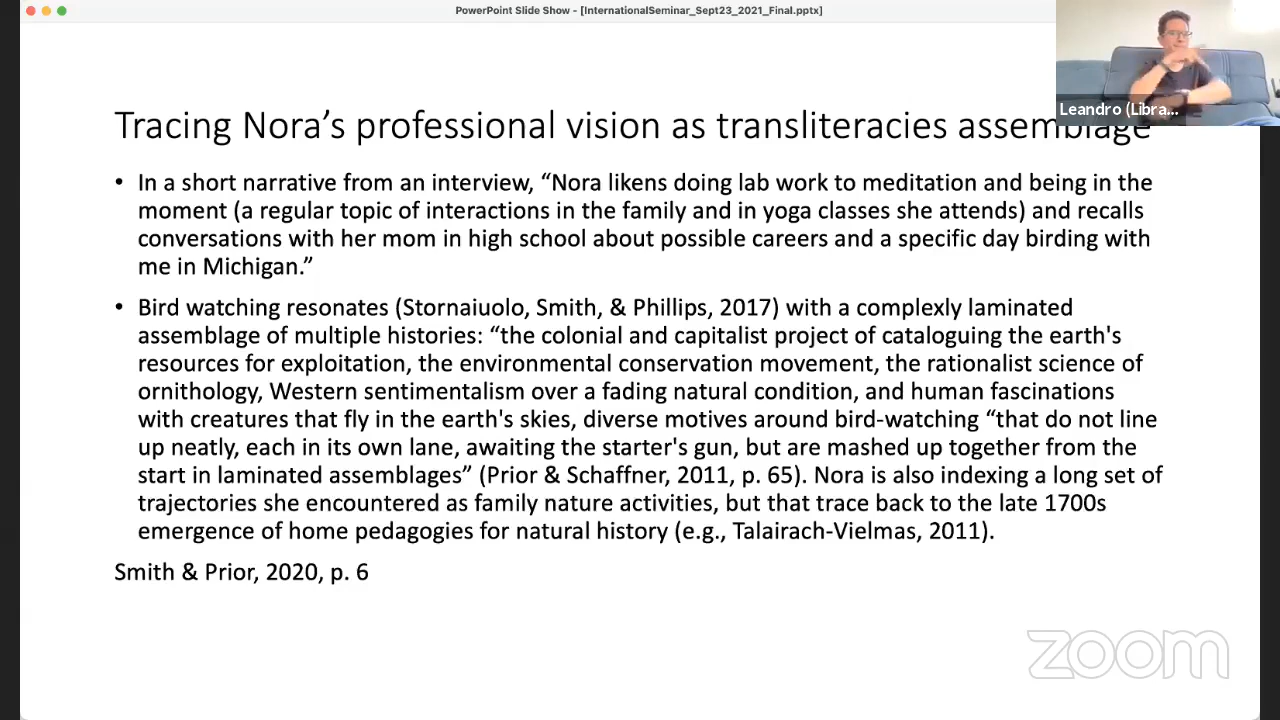 PowerPoint Slide Show - [InternationalSeminar_Sept23_2021_Final.pptx]
Leandro (Libra...
Tracing Nora’s professional vision as transliteracies assemblage
• In a short narrative from an interview, “Nora likens doing lab work to meditation and being in the
moment (a regular topic of interactions in the family and in yoga classes she attends) and recalls
conversations with her mom in high school about possible careers and a specific day birding with
me in Michigan.”
• Bird watching resonates (Stornaiuolo, Smith, & Phillips, 2017) with a complexly laminated
assemblage of multiple histories: “the colonial and capitalist project of cataloguing the earth's
resources for exploitation, the environmental conservation movement, the rationalist science of
ornithology, Western sentimentalism over a fading natural condition, and human fascinations
with creatures that fly in the earth's skies, diverse motives around bird-watching “that do not line
up neatly, each in its own lane, awaiting the starter's gun, but are mashed up together from the
start in laminated assemblages” (Prior & Schaffner, 2011, p. 65). Nora is also indexing a long set of
trajectories she encountered as family nature activities, but that trace back to the late 1700s
emergence of home pedagogies for natural history (e.g., Talairach-Vielmas, 2011).
Smith & Prior, 2020, p. 6
zoom